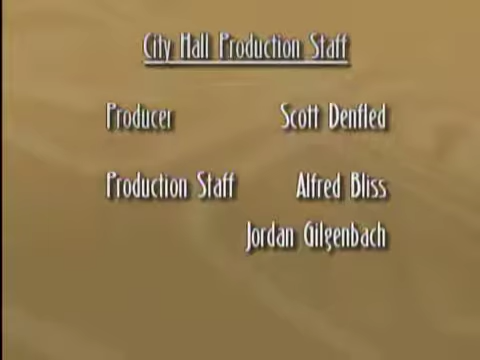 City Hall Production Staff
Producer Scott Denfled
Production Staff Alfred Bliss
Jordan Gilgenbach